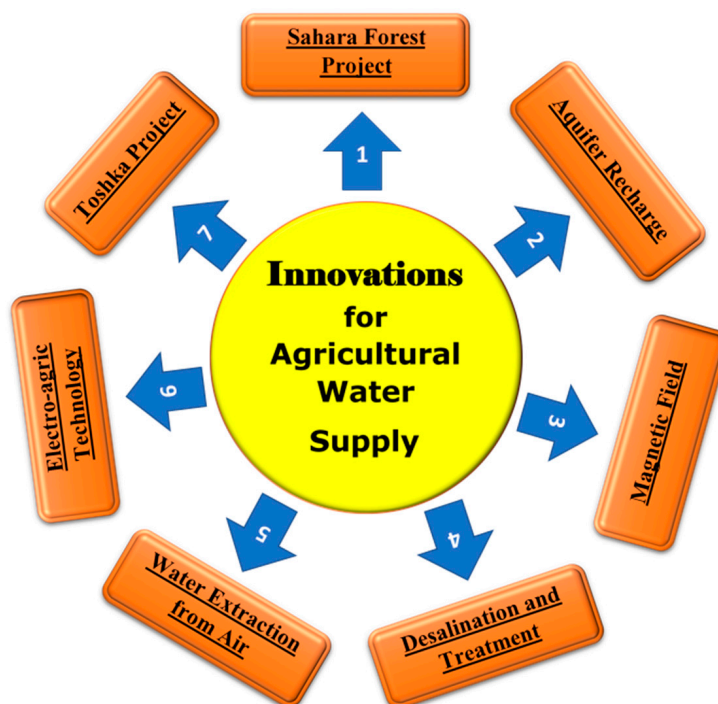 Innovations
for
Agricultural
Water
Supply
1
Sahara Forest
Project
2
Aquifer Recharge
3
Magnetic Field
4
Desalination and
Treatment
5
Water Extraction
from Air
6
Electro-agric
Technology
7
Toshka Project